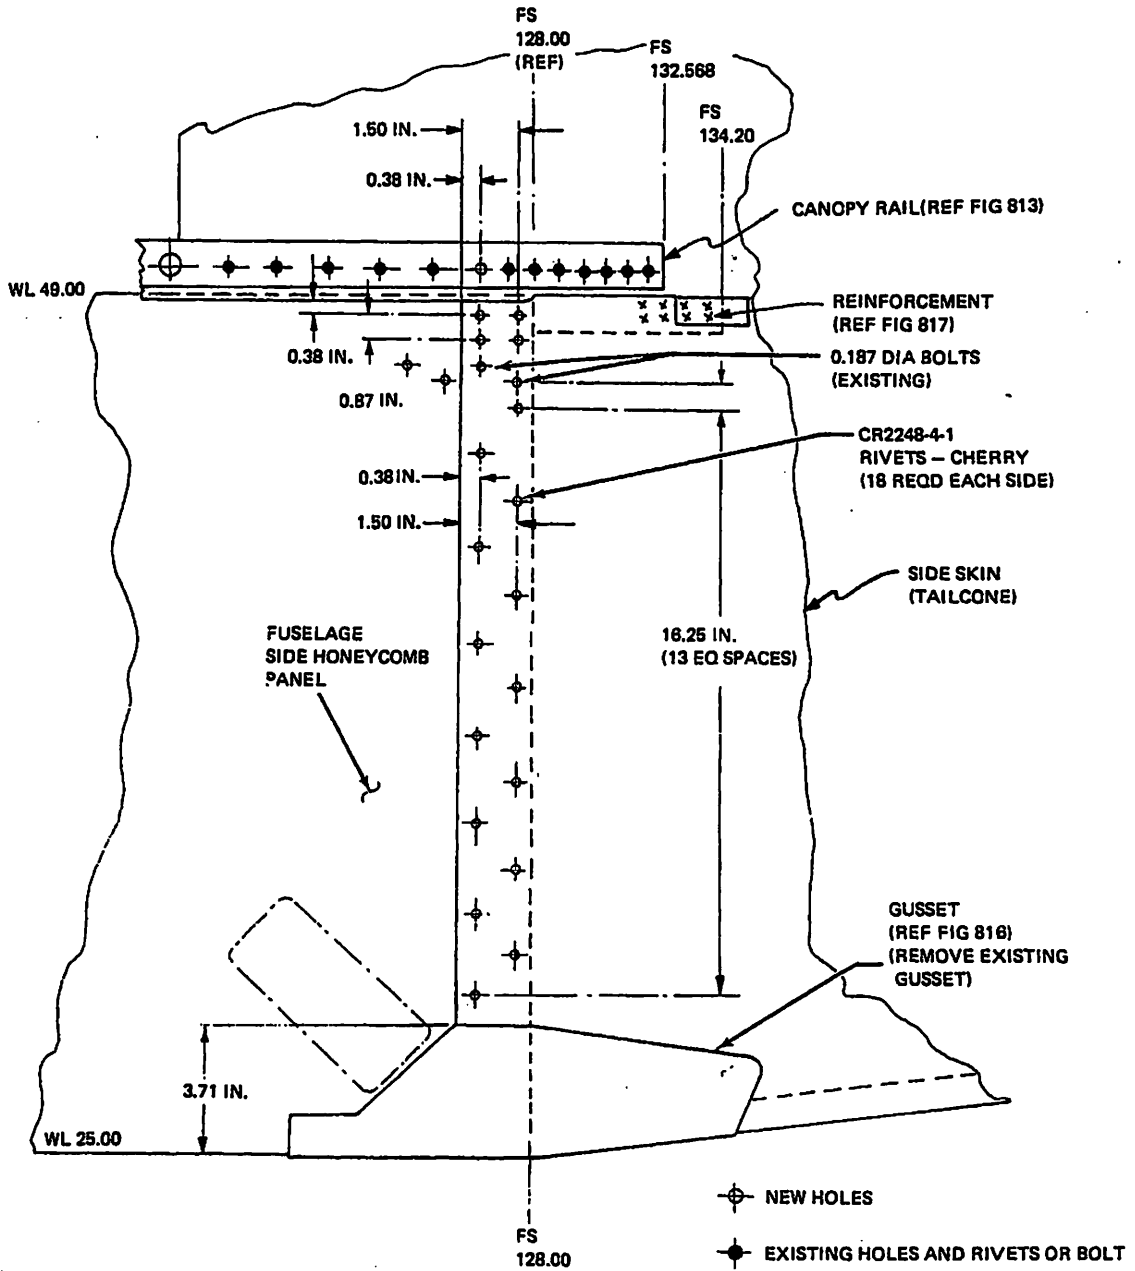 FS
128.00
(REF)
FS
132.568
FS
134.20
1.50 IN.
0.38 IN.
CANOPY RAIL(REF FIG 813)
WL 49.00
REINFORCEMENT
(REF FIG 817)
0.38 IN.
0.187 DIA BOLTS
(EXISTING)
0.87 IN.
CR2248-4-1
RIVETS – CHERRY
(18 REQD EACH SIDE)
0.38 IN.
1.50 IN.
SIDE SKIN
(TAILCONE)
FUSELAGE
SIDE HONEYCOMB
PANEL
16.25 IN.
(13 EQ SPACES)
GUSSET
(REF FIG 816)
(REMOVE EXISTING
GUSSET)
3.71 IN.
WL 25.00
NEW HOLES
FS
128.00
EXISTING HOLES AND RIVETS OR BOLT